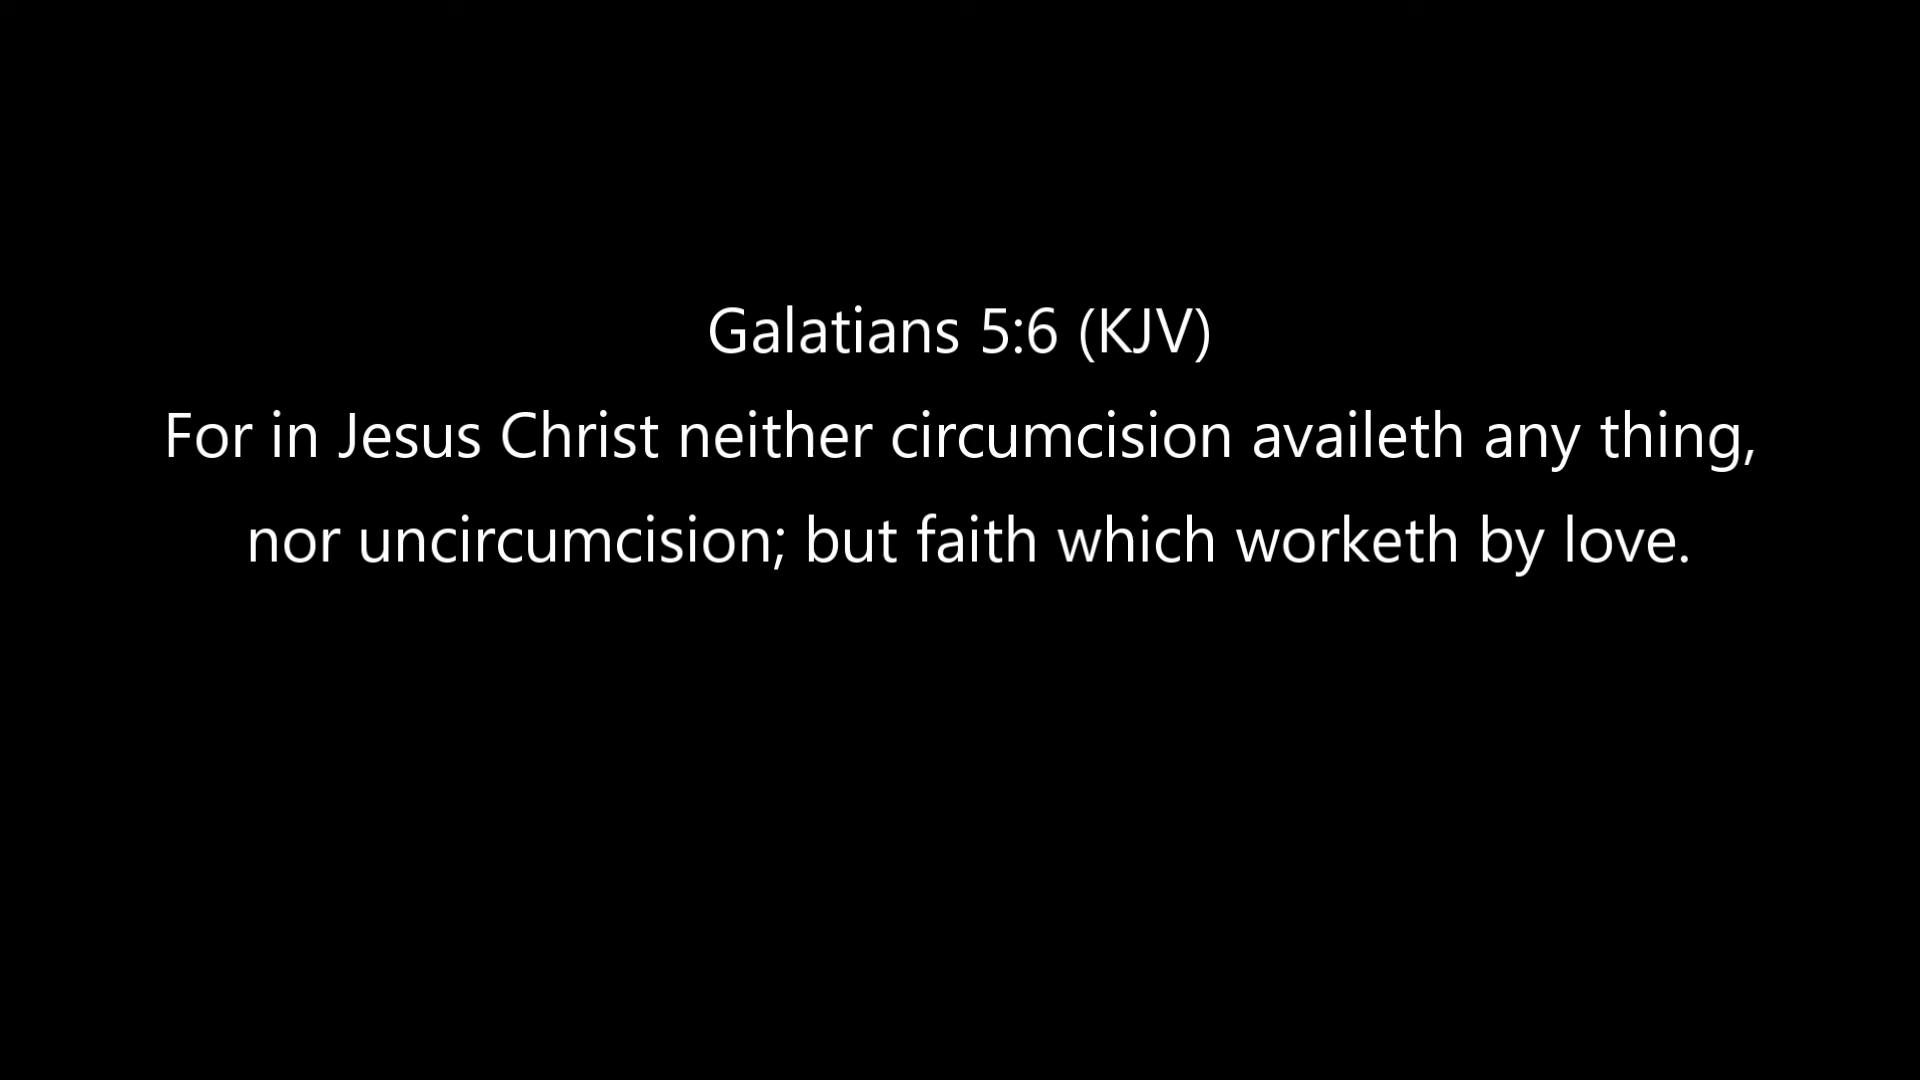 Galatians 5:6 (KJV)
For in Jesus Christ neither circumcision availeth any thing,
nor uncircumcision; but faith which worketh by love.